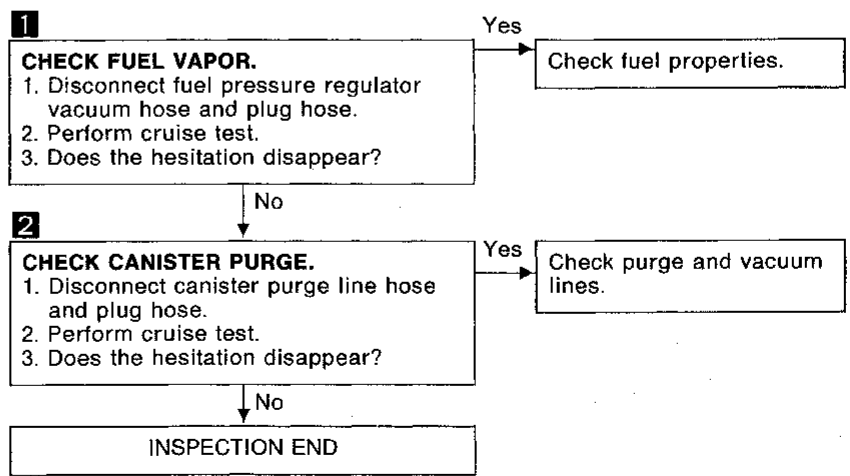 1
CHECK FUEL VAPOR.
1. Disconnect fuel pressure regulator
vacuum hose and plug hose.
2. Perform cruise test.
3. Does the hesitation disappear?
Yes
Check fuel properties.
No
2
CHECK CANISTER PURGE.
1. Disconnect canister purge line hose
and plug hose.
2. Perform cruise test.
3. Does the hesitation disappear?
Yes
Check purge and vacuum
lines.
No
INSPECTION END